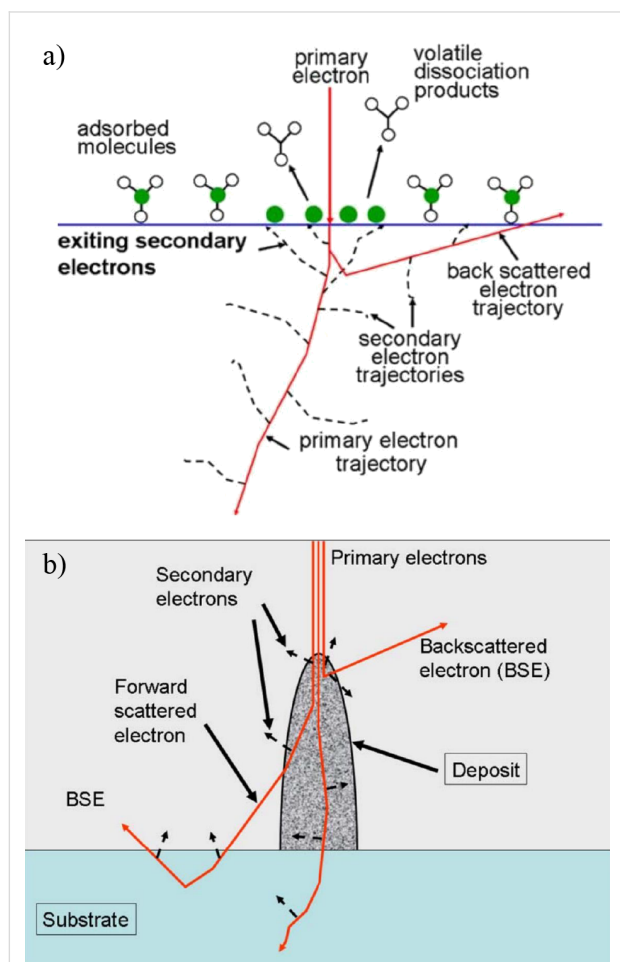 a)
primary
electron
volatile
dissociation
products
adsorbed
molecules
exiting secondary
electrons
back scattered
electron
trajectory
secondary
electron
trajectories
primary electron
trajectory
b)
Primary electrons
Secondary
electrons
Backscattered
electron (BSE)
Forward
scattered
electron
Deposit
BSE
Substrate